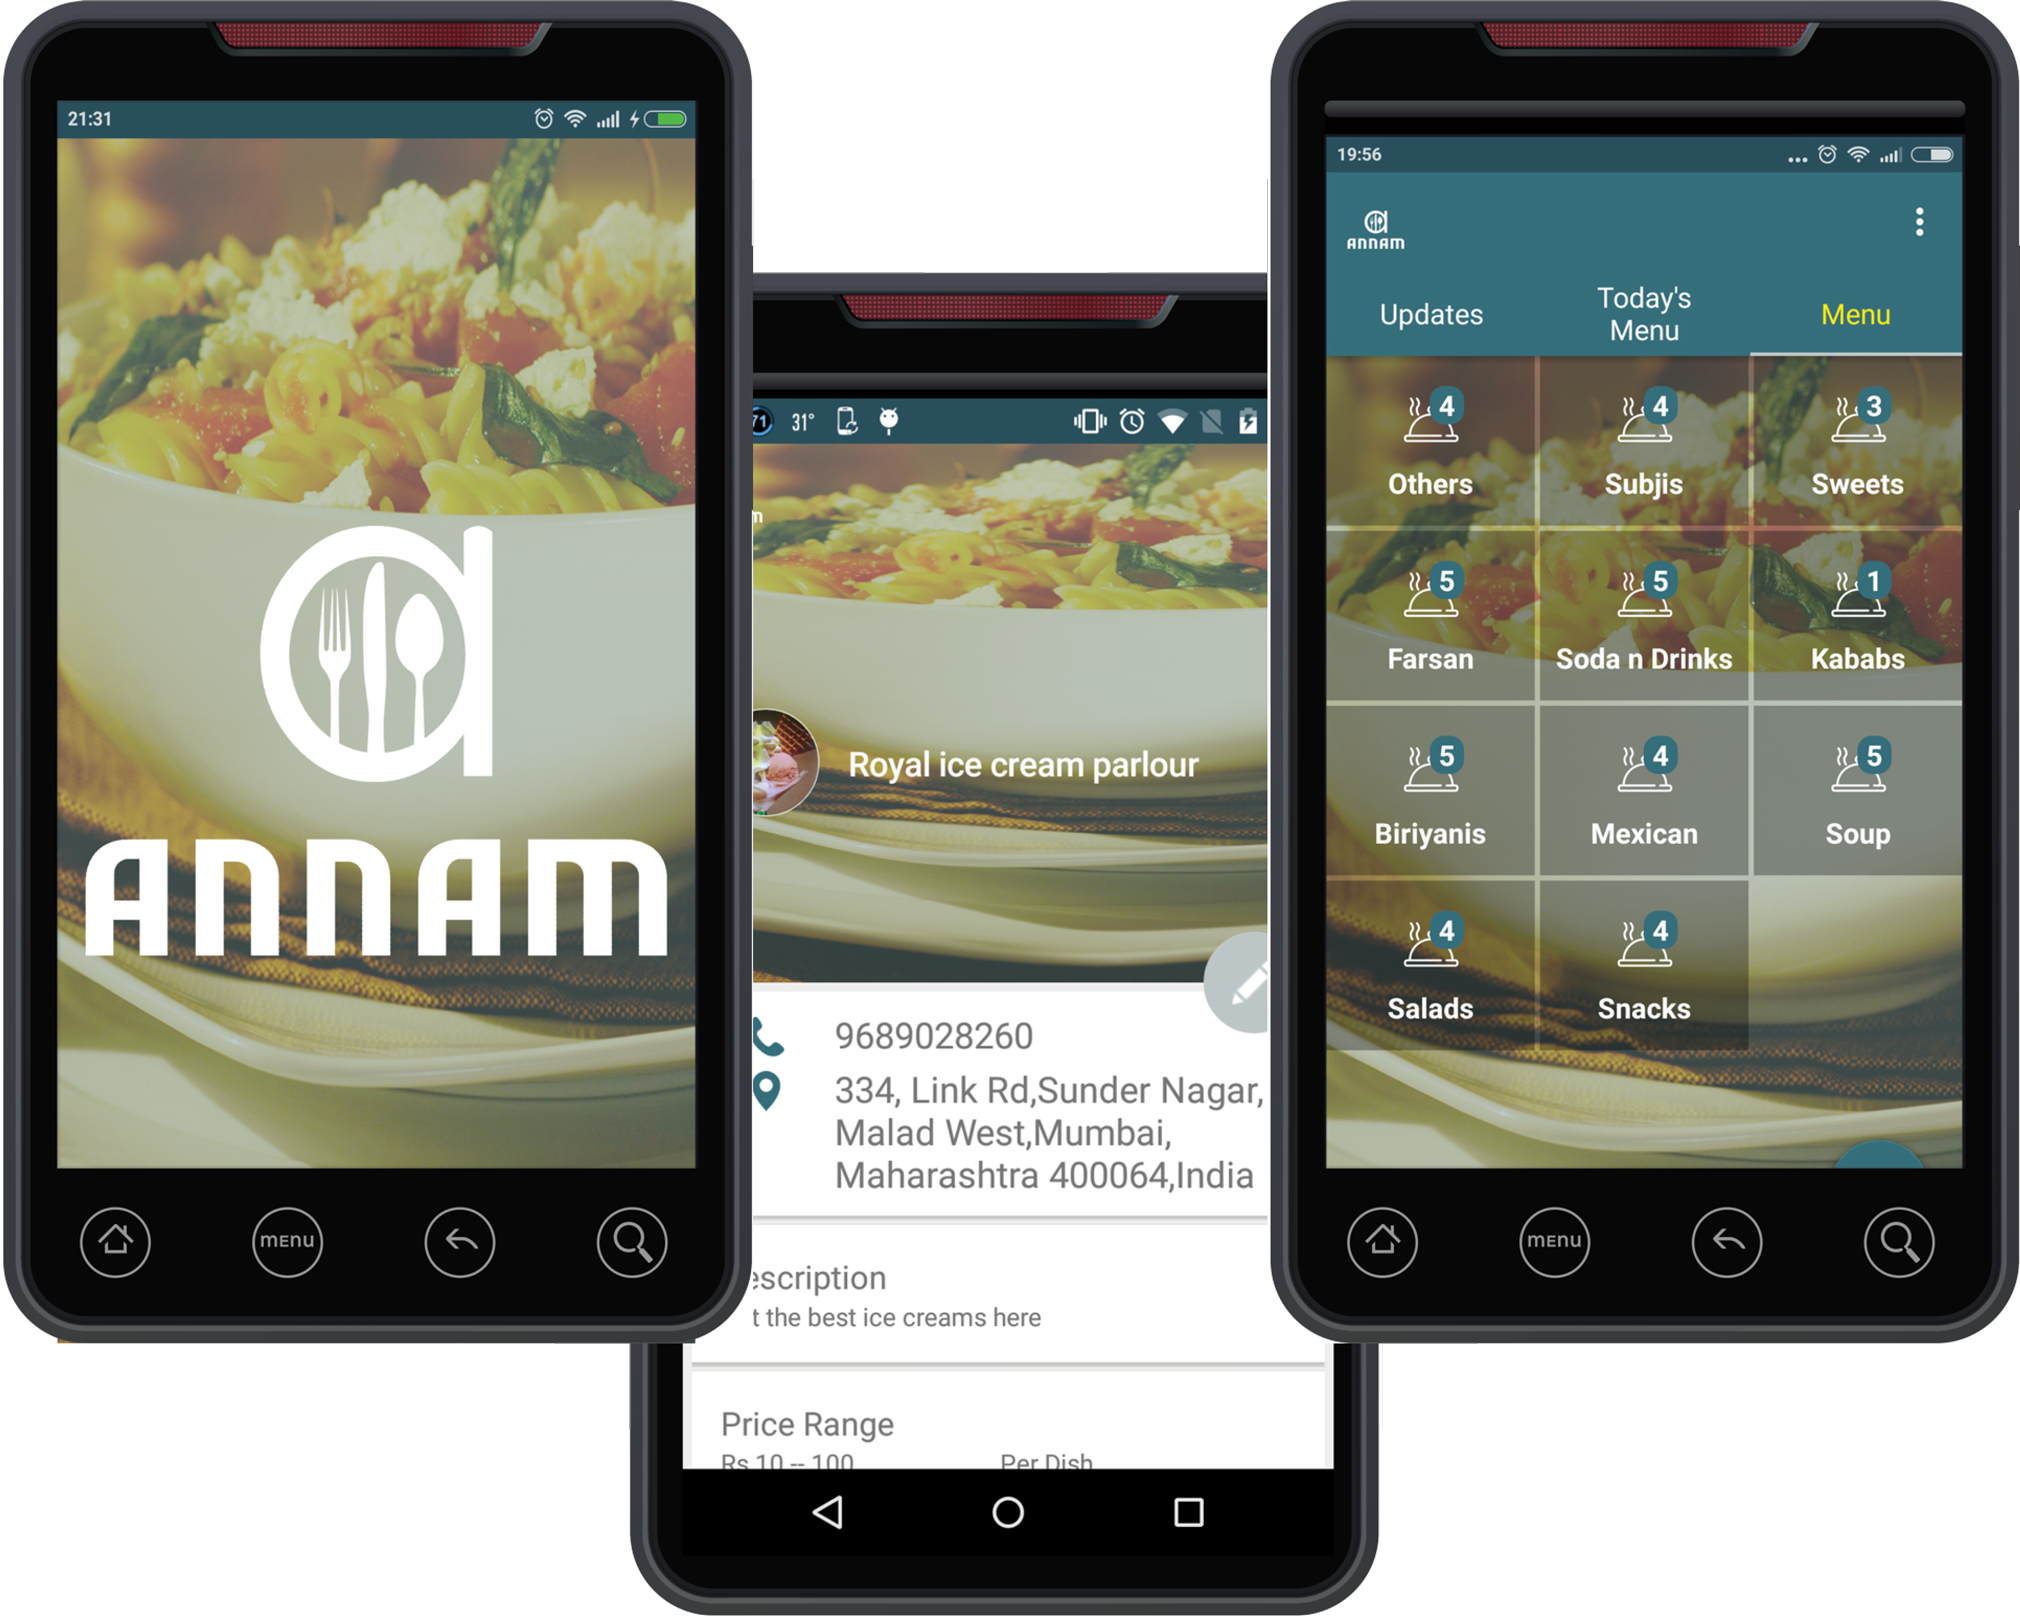 21:31
ANNAM
MENU
71 31°
m
Royal ice cream parlour
9689028260
334, Link Rd,Sunder Nagar,
Malad West,Mumbai,
Maharashtra 400064,India
escription
t the best ice creams here
Price Range
Rs 10 -- 100 Per Dish
19:56
ANNAM
Updates Today's Menu Menu
4 4 3
Others Subjis Sweets
5 5 1
Farsan Soda n Drinks Kababs
5 4 5
Biriyanis Mexican Soup
4 4
Salads Snacks
MENU